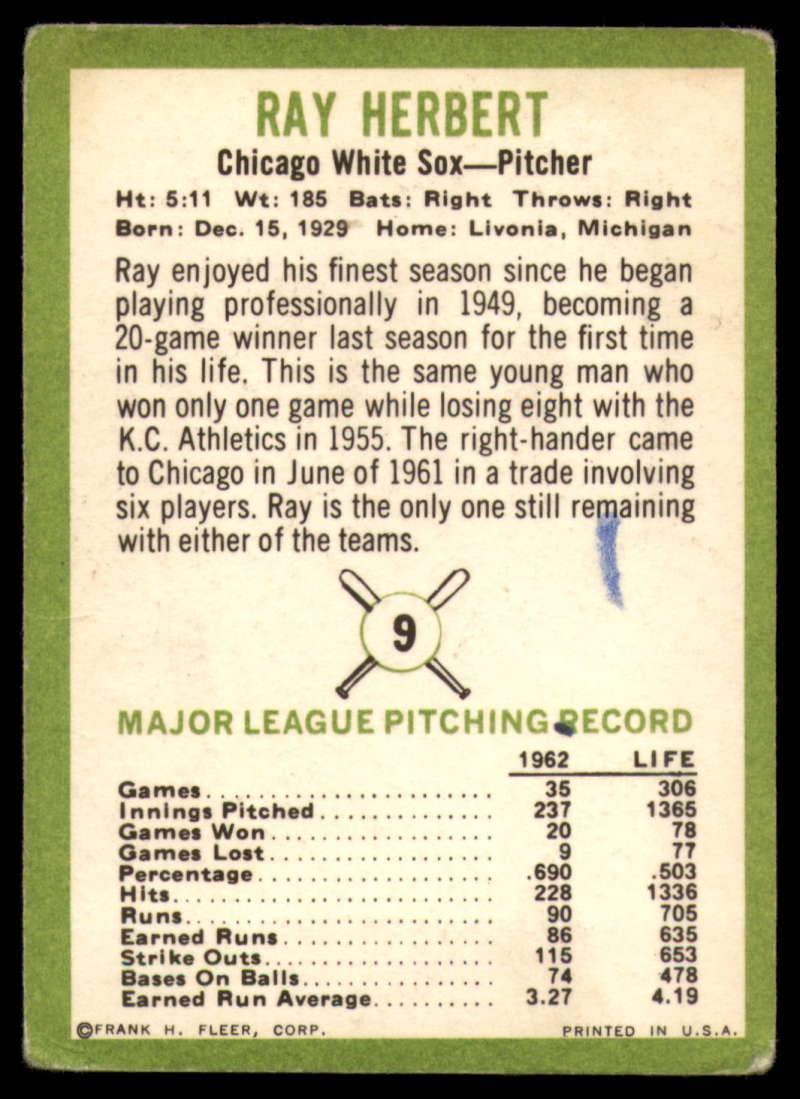 RAY HERBERT
Chicago White Sox—Pitcher
Ht: 5:11 Wt: 185 Bats: Right Throws: Right
Born: Dec. 15, 1929 Home: Livonia, Michigan
Ray enjoyed his finest season since he began
playing professionally in 1949, becoming a
20-game winner last season for the first time
in his life. This is the same young man who
won only one game while losing eight with the
K.C. Athletics in 1955. The right-hander came
to Chicago in June of 1961 in a trade involving
six players. Ray is the only one still remaining
with either of the teams.
9
MAJOR LEAGUE PITCHING RECORD
1962 LIFE
Games 35 306
Innings Pitched 237 1365
Games Won 20 78
Games Lost 9 77
Percentage .690 .503
Hits 228 1336
Runs 90 705
Earned Runs 86 635
Strike Outs 115 653
Bases On Balls 74 478
Earned Run Average 3.27 4.19
©FRANK H. FLEER, CORP. PRINTED IN U.S.A.